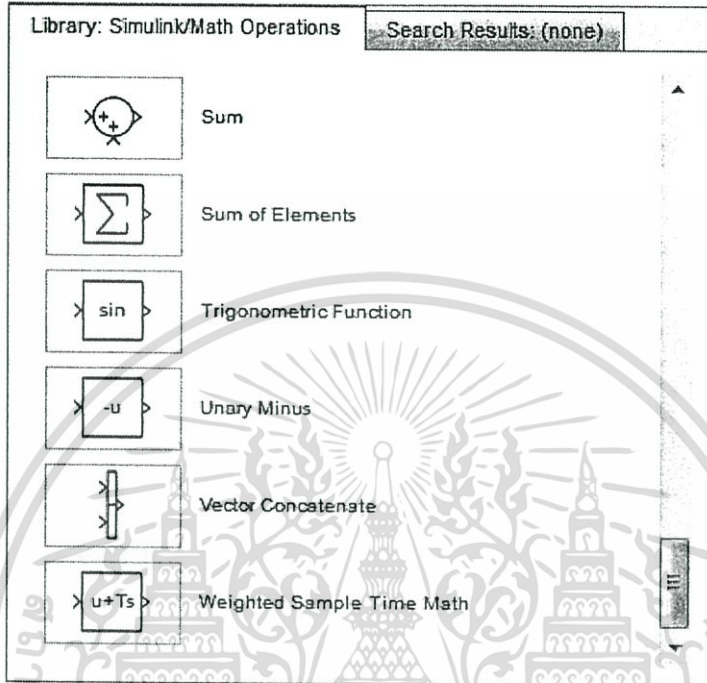 Library: Simulink/Math Operations
Search Results: (none)
Sum
Sum of Elements
sin
Trigonometric Function
-u
Unary Minus
Vector Concatenate
u+Ts
Weighted Sample Time Math